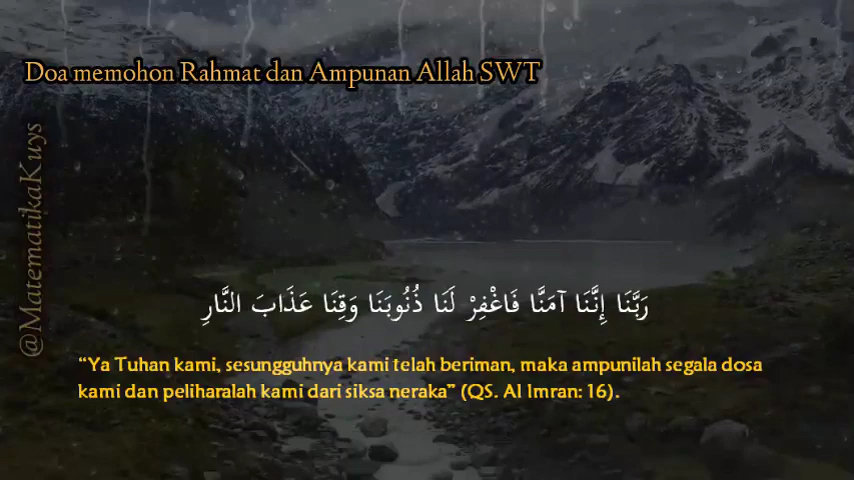 Doa memohon Rahmat dan Ampunan Allah SWT
@MatematikaKuys
رَبَّنَا إِنَّنَا آمَنَّا فَاغْفِرْ لَنَا ذُنُوبَنَا وَقِنَا عَذَابَ النَّارِ
“Ya Tuhan kami, sesungguhnya kami telah beriman, maka ampunilah segala dosa
kami dan peliharalah kami dari siksa neraka” (QS. Al Imran: 16).